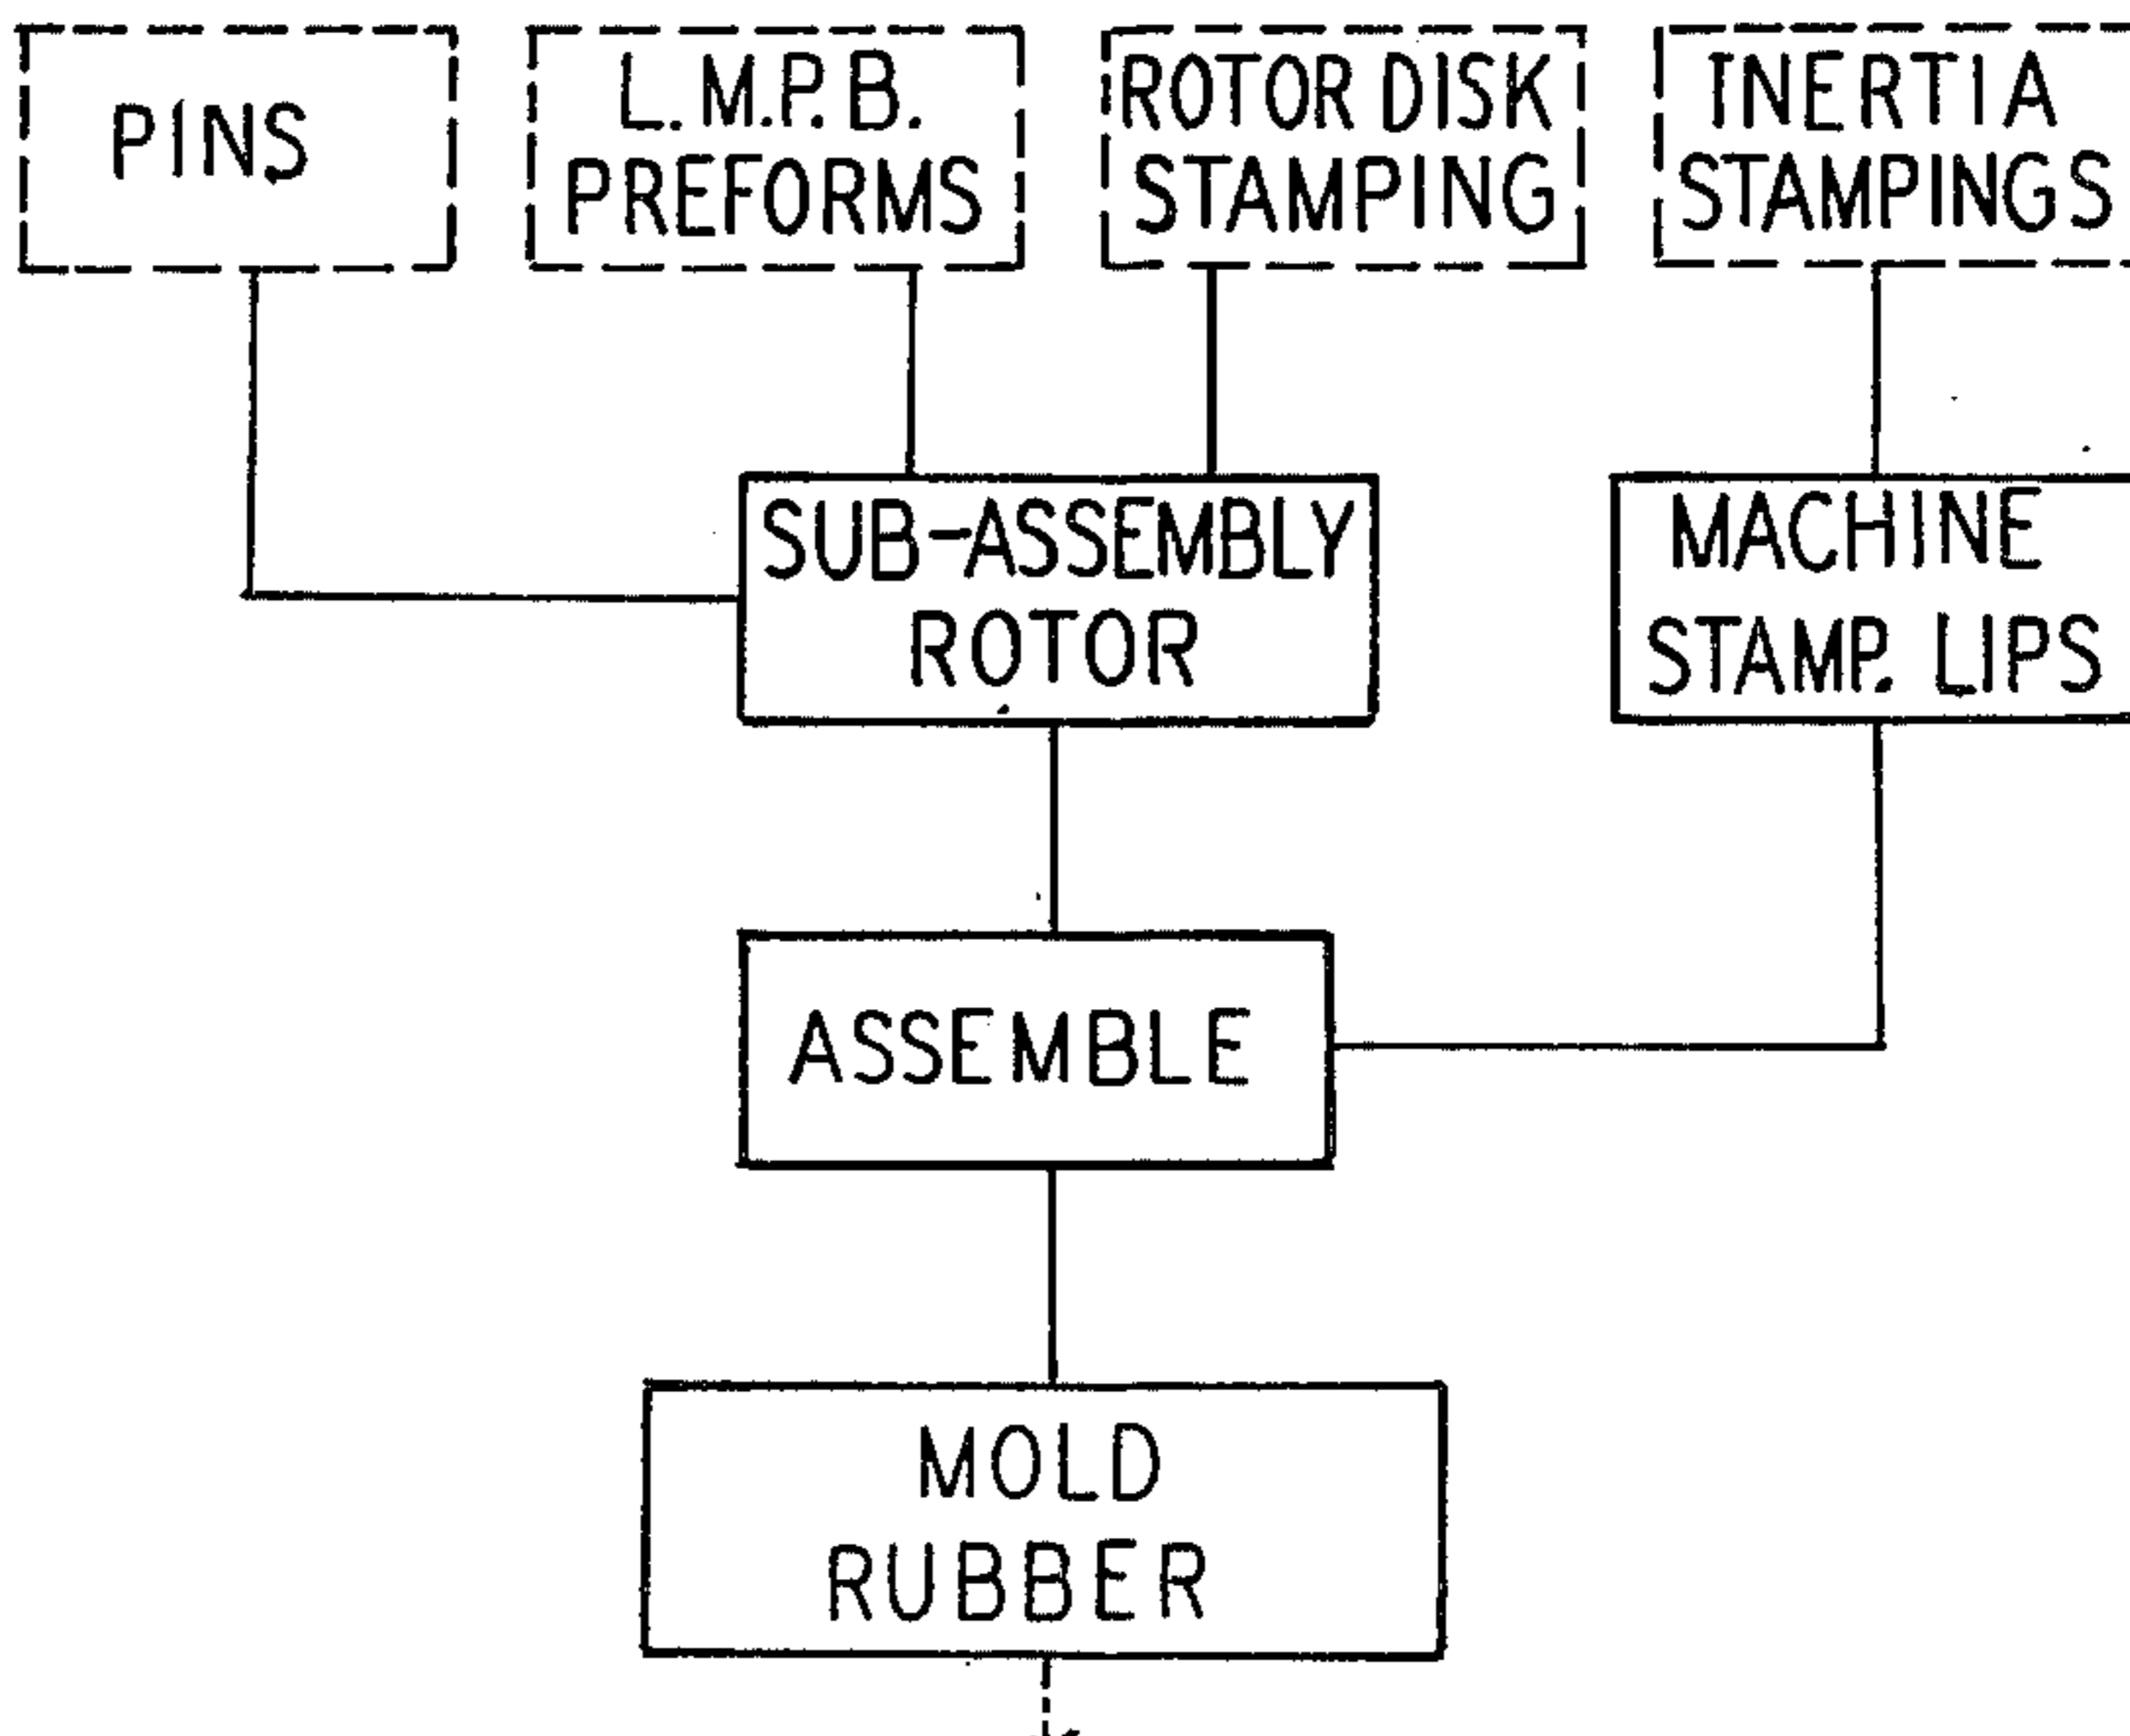 PINS
L.M.P.B.
PREFORMS
ROTOR DISK
STAMPING
INERTIA
STAMPINGS
SUB-ASSEMBLY
ROTOR
MACHINE
STAMP. LIPS
ASSEMBLE
MOLD
RUBBER